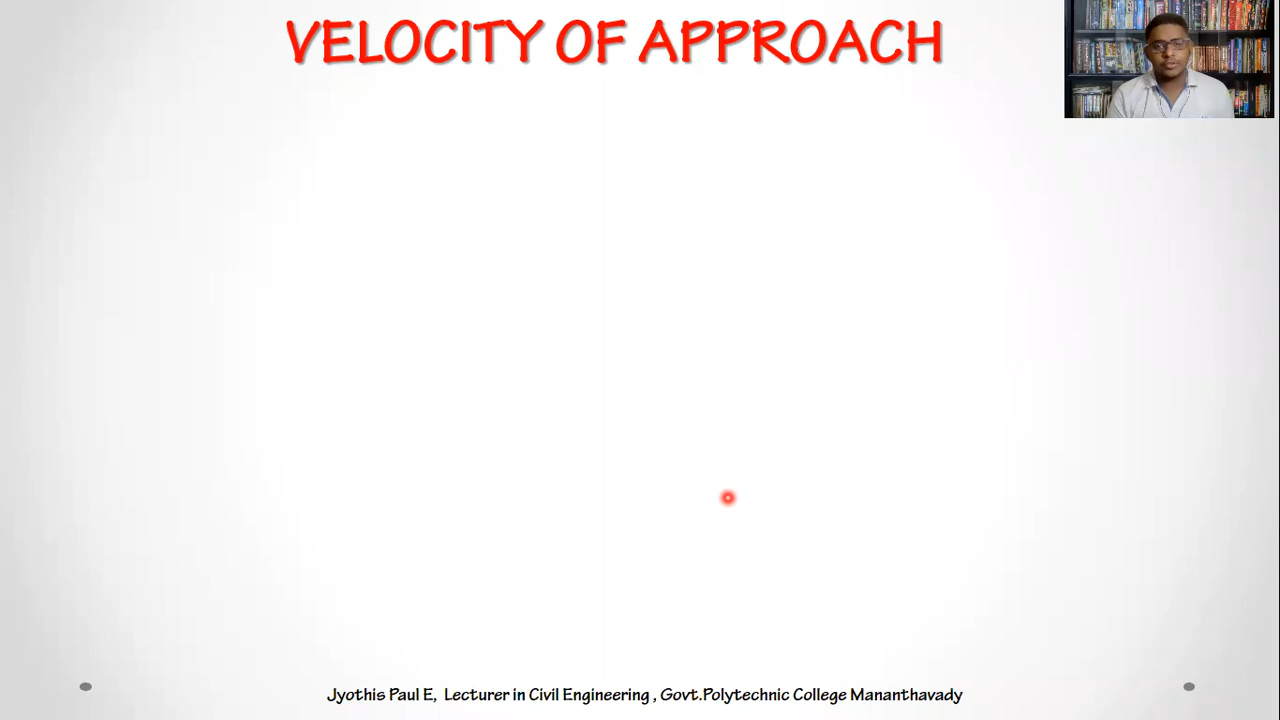 VELOCITY OF APPROACH
Jyothis Paul E, Lecturer in Civil Engineering , Govt.Polytechnic College Mananthavady